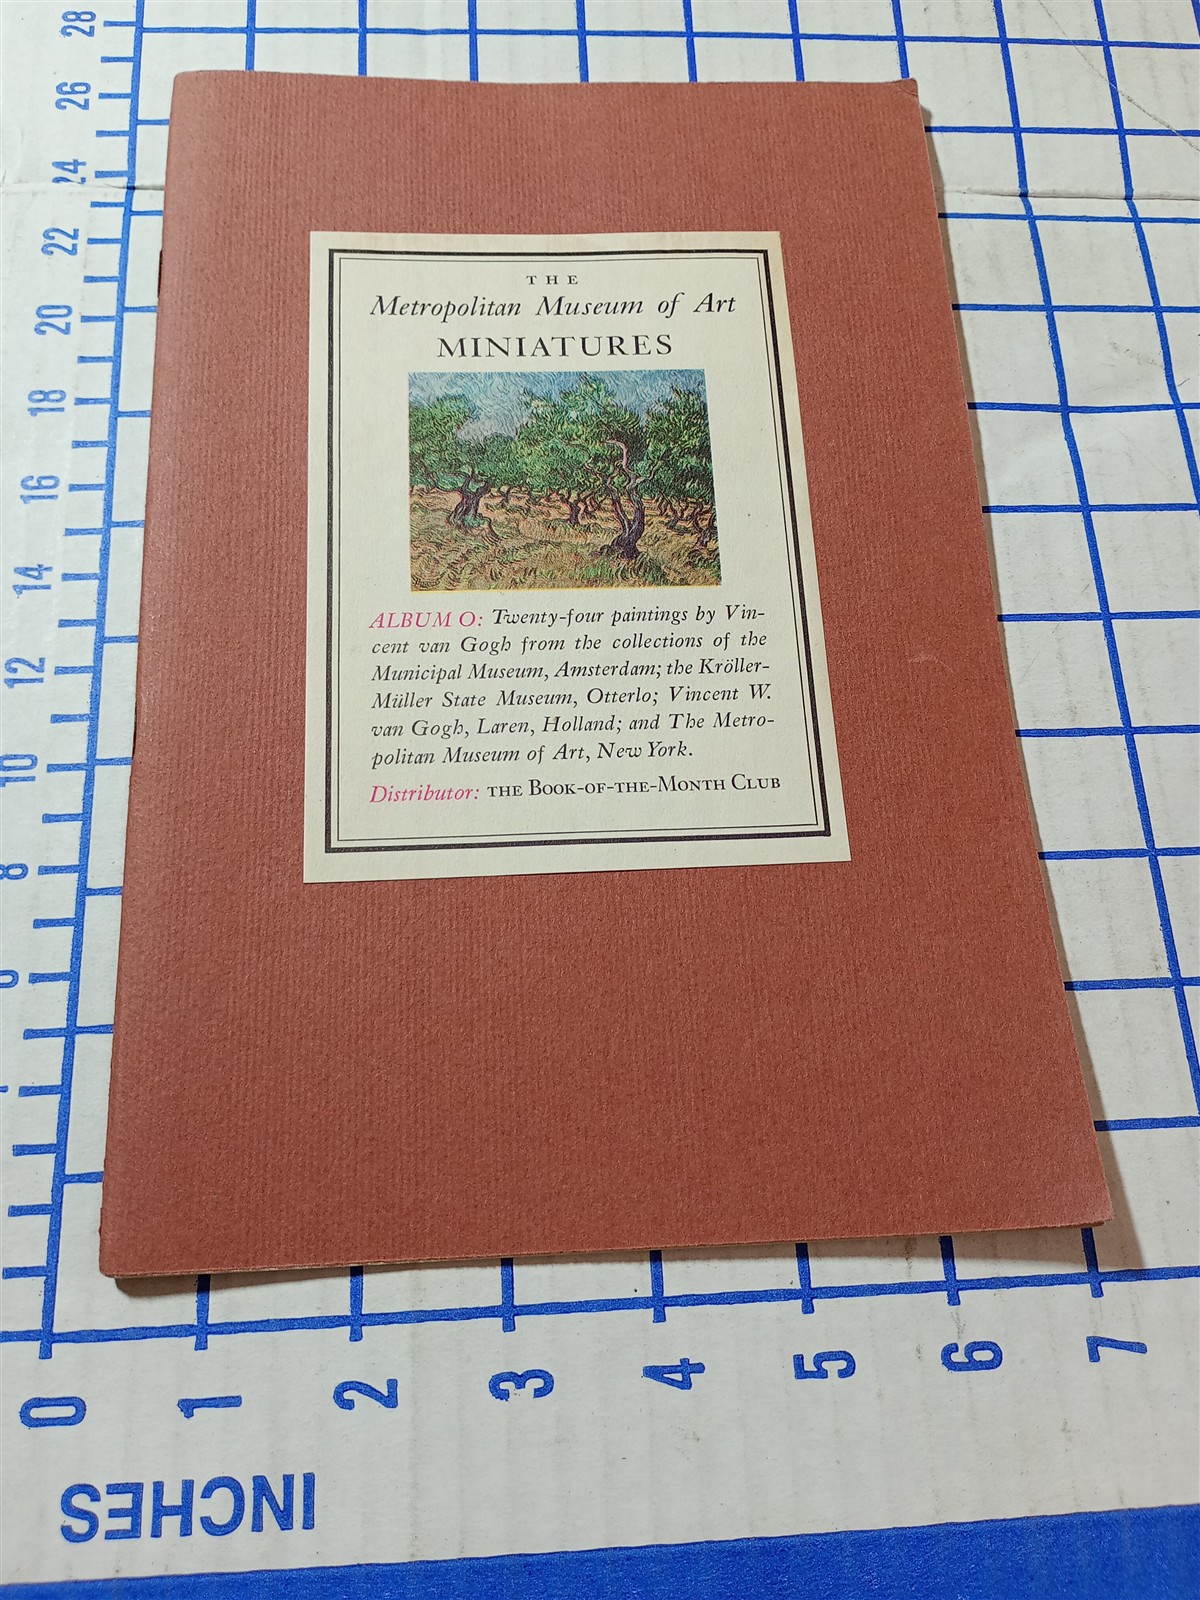 THE
Metropolitan Museum of Art
MINIATURES
ALBUM O: Twenty-four paintings by Vin-
cent van Gogh from the collections of the
Municipal Museum, Amsterdam; the Kröller-
Müller State Museum, Otterlo; Vincent W.
van Gogh, Laren, Holland; and The Metro-
politan Museum of Art, New York.
Distributor: THE BOOK-OF-THE-MONTH CLUB
28
26
24
22
20
18
16
14
12
10
8
0 1 2 3 4 5 6 7
INCHES